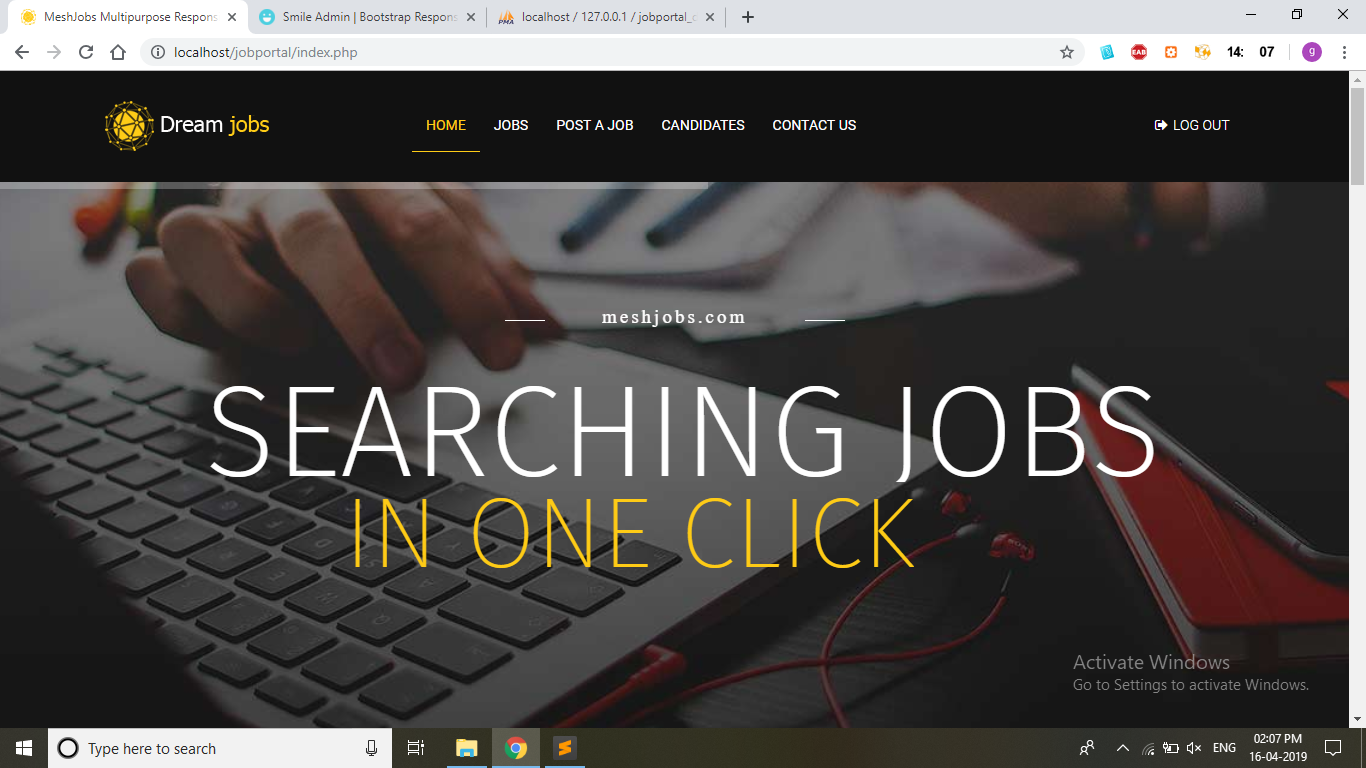 MeshJobs Multipurpose Respons
Smile Admin | Bootstrap Respons
localhost / 127.0.0.1 / jobportal_c
localhost/jobportal/index.php
EAB
14: 07
g
Dream jobs
HOME
JOBS
POST A JOB
CANDIDATES
CONTACT US
LOG OUT
meshjobs.com
SEARCHING JOBS
IN ONE CLICK
Activate Windows
Go to Settings to activate Windows.
Type here to search
ENG
02:07 PM
16-04-2019